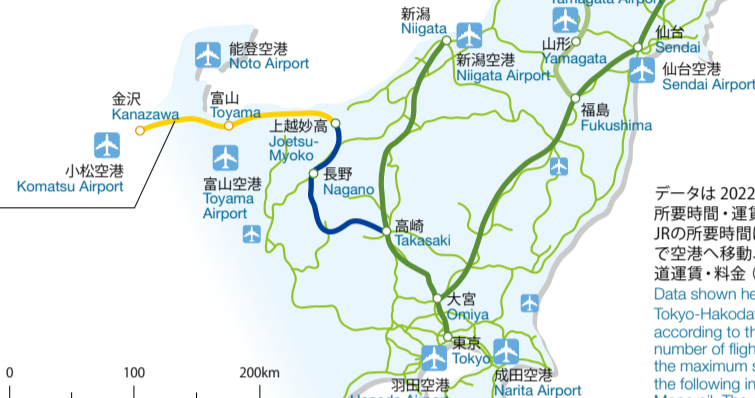 Yamagata Airport
新潟
Niigata
新潟空港
Niigata Airport
山形
Yamagata
仙台
Sendai
仙台空港
Sendai Airport
能登空港
Noto Airport
金沢
Kanazawa
富山
Toyama
上越妙高
Joetsu-
Myoko
福島
Fukushima
小松空港
Komatsu Airport
富山空港
Toyama
Airport
長野
Nagano
高崎
Takasaki
データは 2022
所要時間・運
JRの所要時間
で空港へ移動
道運賃・料金（
Data shown he
Tokyo-Hakoda
according to th
number of fligh
the maximum s
the following in
大宮
Omiya
東京
Tokyo
羽田空港
成田空港
Narita Airport
0 100 200km